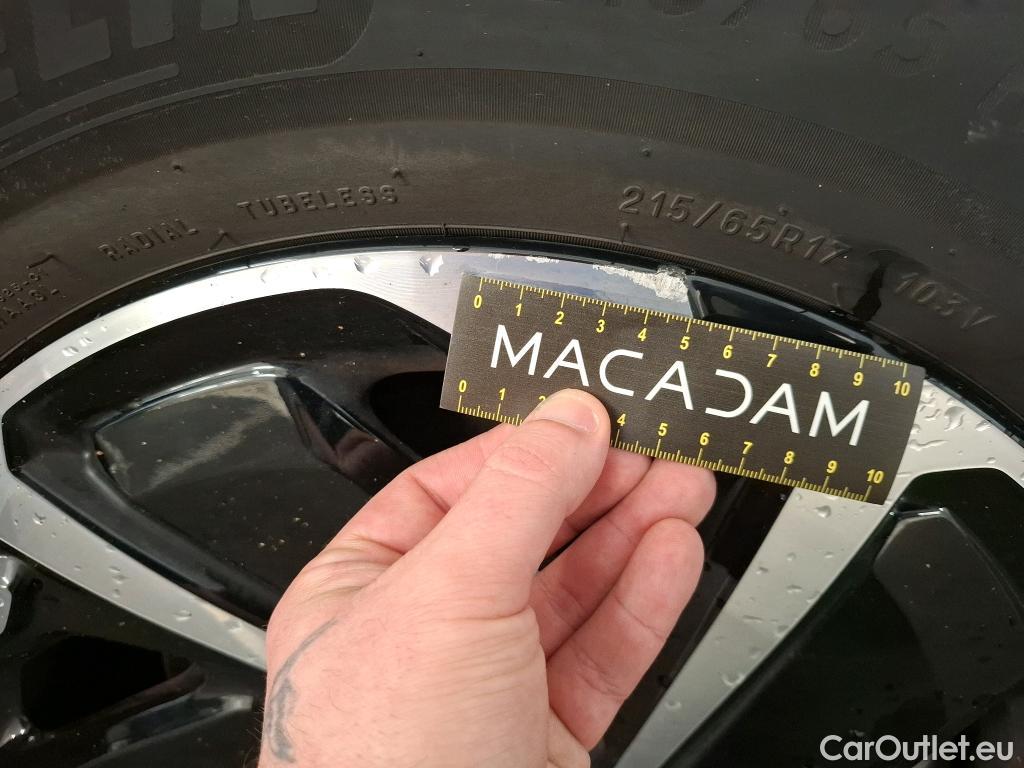 RADIAL TUBELESS
215/65R17 103V
0 1 2 3 4 5 6 7 8 9 10
MACADAM
0 1 2 4 5 6 7 8 9 10
CarOutlet.eu